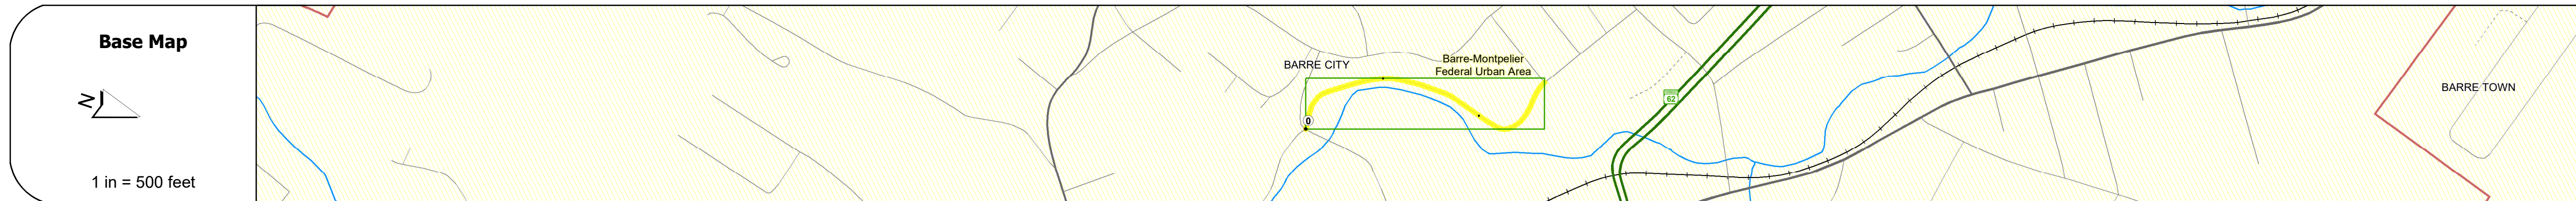 Base Map
N
1 in = 500 feet
BARRE CITY
Barre-Montpelier
Federal Urban Area
0
62
BARRE TOWN